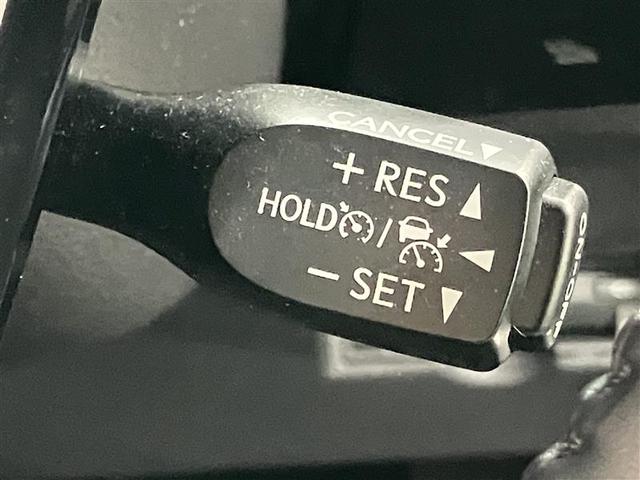 CANCEL▼
+ RES ▲
HOLD / ◀
− SET ▼
ON-OFF